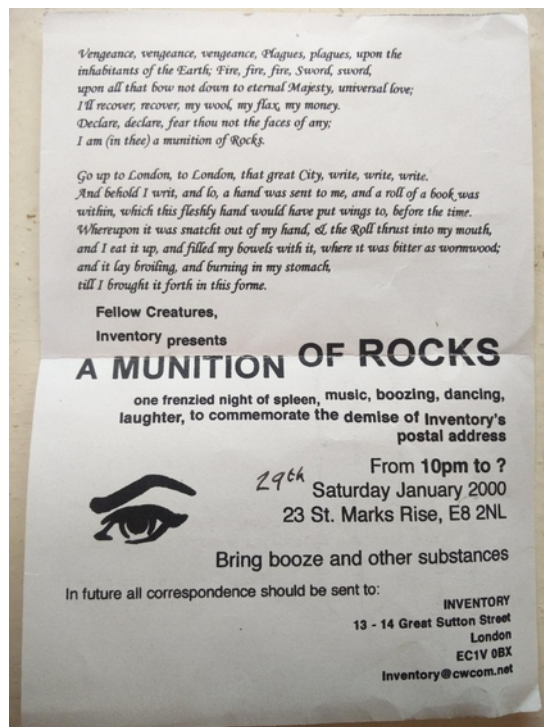 Vengeance, vengeance, vengeance, Plagues, plagues, upon the
inhabitants of the Earth; Fire, fire, fire, Sword, sword,
upon all that bow not down to eternal Majesty, universal love;
I'll recover, recover, my wool, my flax, my money.
Declare, declare, fear thou not the faces of any;
I am (in thee) a munition of Rocks.
Go up to London, to London, that great City, write, write, write.
And behold I writ, and lo, a hand was sent to me, and a roll of a book was
within, which this fleshly hand would have put wings to, before the time.
Whereupon it was snatcht out of my hand, & the Roll thrust into my mouth,
and I eat it up, and filled my bowels with it, where it was bitter as wormwood;
and it lay broiling, and burning in my stomach,
till I brought it forth in this forme.
Fellow Creatures,
Inventory presents
A MUNITION OF ROCKS
one frenzied night of spleen, music, boozing, dancing,
laughter, to commemorate the demise of Inventory's
postal address
From 10pm to ?
29th Saturday January 2000
23 St. Marks Rise, E8 2NL
Bring booze and other substances
In future all correspondence should be sent to:
INVENTORY
13 - 14 Great Sutton Street
London
EC1V 0BX
Inventory@cwcom.net